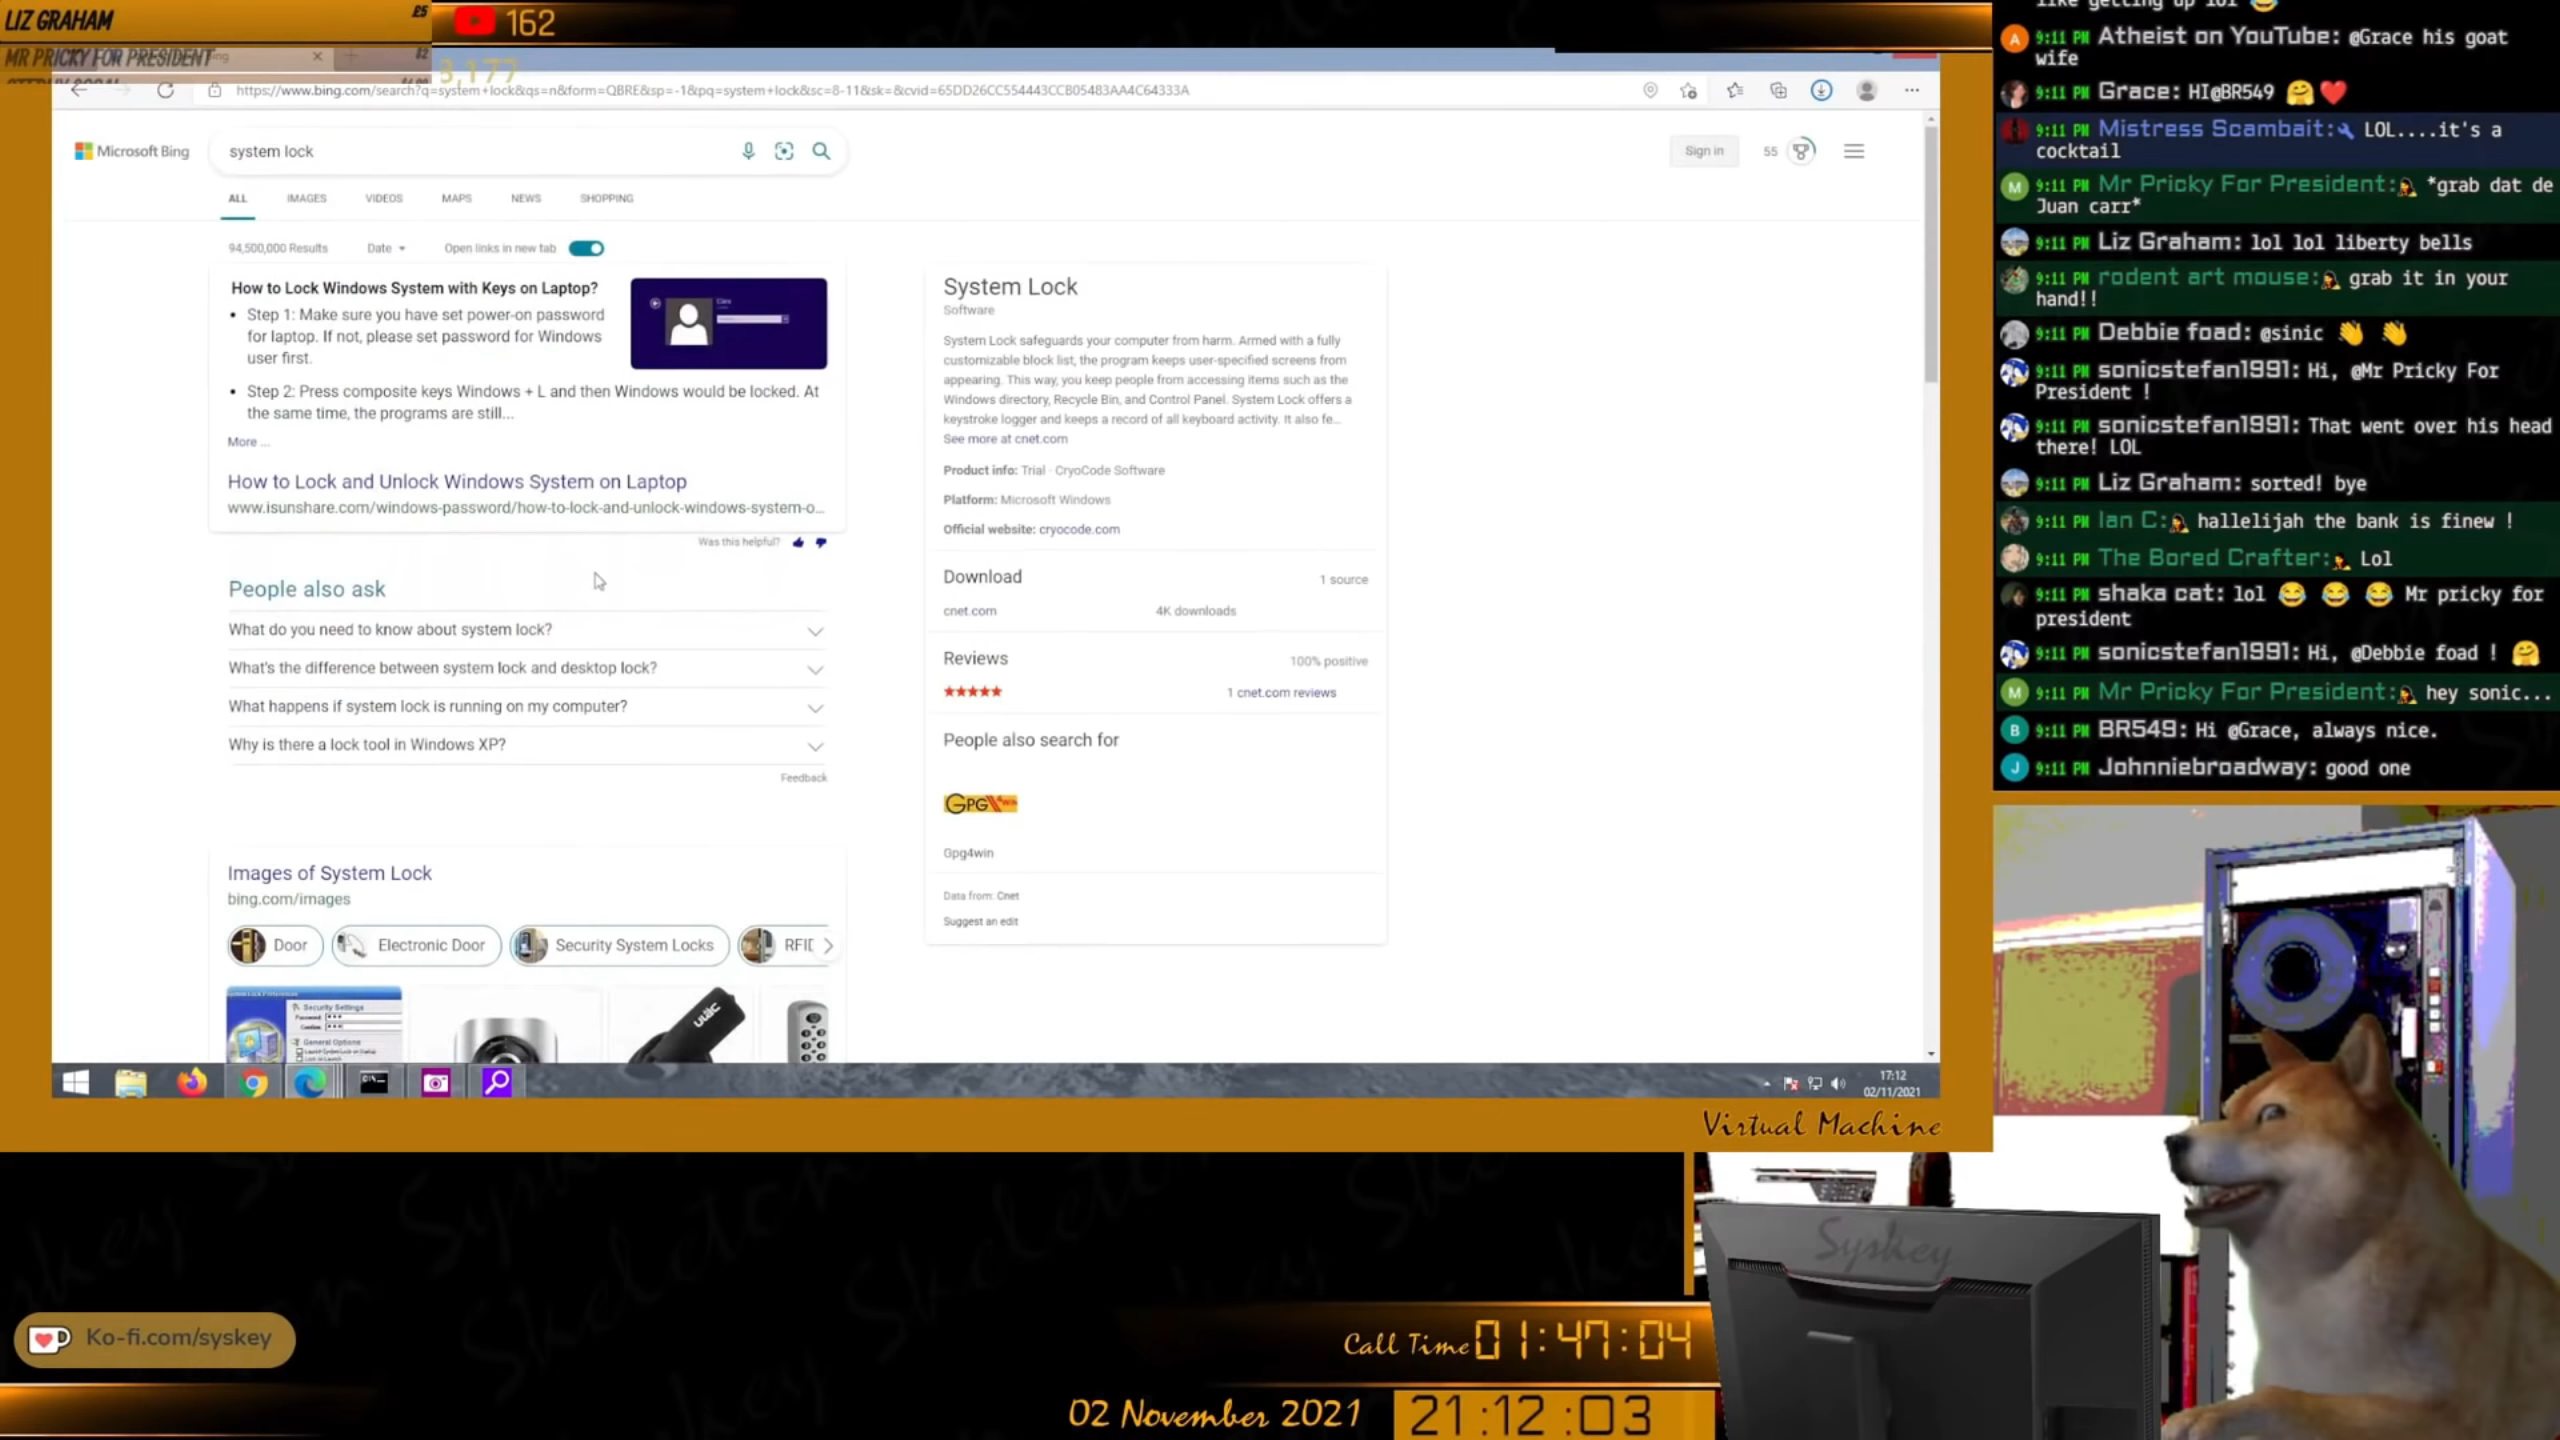 LIZ GRAHAM £5
MR PRICKY FOR PRESIDENT £2
162
https://www.bing.com/search?q=system+lock&qs=n&form=QBRE&sp=-1&pq=system+lock&sc=8-11&sk=&cvid=65DD26CC554443CCB05483AA4C64333A
Microsoft Bing
system lock
Sign in
55
ALL IMAGES VIDEOS MAPS NEWS SHOPPING
94,500,000 Results Date Open links in new tab
How to Lock Windows System with Keys on Laptop?
• Step 1: Make sure you have set power-on password
for laptop. If not, please set password for Windows
user first.
• Step 2: Press composite keys Windows + L and then Windows would be locked. At
the same time, the programs are still...
More ...
How to Lock and Unlock Windows System on Laptop
www.isunshare.com/windows-password/how-to-lock-and-unlock-windows-system-o...
Was this helpful?
People also ask
What do you need to know about system lock?
What's the difference between system lock and desktop lock?
What happens if system lock is running on my computer?
Why is there a lock tool in Windows XP?
Feedback
Images of System Lock
bing.com/images
Door Electronic Door Security System Locks RFID
Security Settings
General Options
System Lock
Software
System Lock safeguards your computer from harm. Armed with a fully
customizable block list, the program keeps user-specified screens from
appearing. This way, you keep people from accessing items such as the
Windows directory, Recycle Bin, and Control Panel. System Lock offers a
keystroke logger and keeps a record of all keyboard activity. It also fe...
See more at cnet.com
Product info: Trial · CryoCode Software
Platform: Microsoft Windows
Official website: cryocode.com
Download 1 source
cnet.com 4K downloads
Reviews 100% positive
1 cnet.com reviews
People also search for
GPG4WIN
Gpg4win
Data from: Cnet
Suggest an edit
17:12
02/11/2021
Virtual Machine
A 9:11 PM Atheist on YouTube: @Grace his goat
wife
9:11 PM Grace: HI@BR549 🤗❤️
9:11 PM Mistress Scambait: LOL....it's a
cocktail
M 9:11 PM Mr Pricky For President: *grab dat de
Juan carr*
9:11 PM Liz Graham: lol lol liberty bells
9:11 PM rodent art mouse: grab it in your
hand!!
9:11 PM Debbie foad: @sinic 👋 👋
9:11 PM sonicstefan1991: Hi, @Mr Pricky For
President !
9:11 PM sonicstefan1991: That went over his head
there! LOL
9:11 PM Liz Graham: sorted! bye
9:11 PM Ian C: hallelijah the bank is finew !
9:11 PM The Bored Crafter: Lol
9:11 PM shaka cat: lol 😂 😂 😂 Mr pricky for
president
9:11 PM sonicstefan1991: Hi, @Debbie foad ! 🤗
M 9:11 PM Mr Pricky For President: hey sonic...
B 9:11 PM BR549: Hi @Grace, always nice.
J 9:11 PM Johnniebroadway: good one
Syskey
Ko-fi.com/syskey
Call Time 01:47:04
02 November 2021 21:12:03